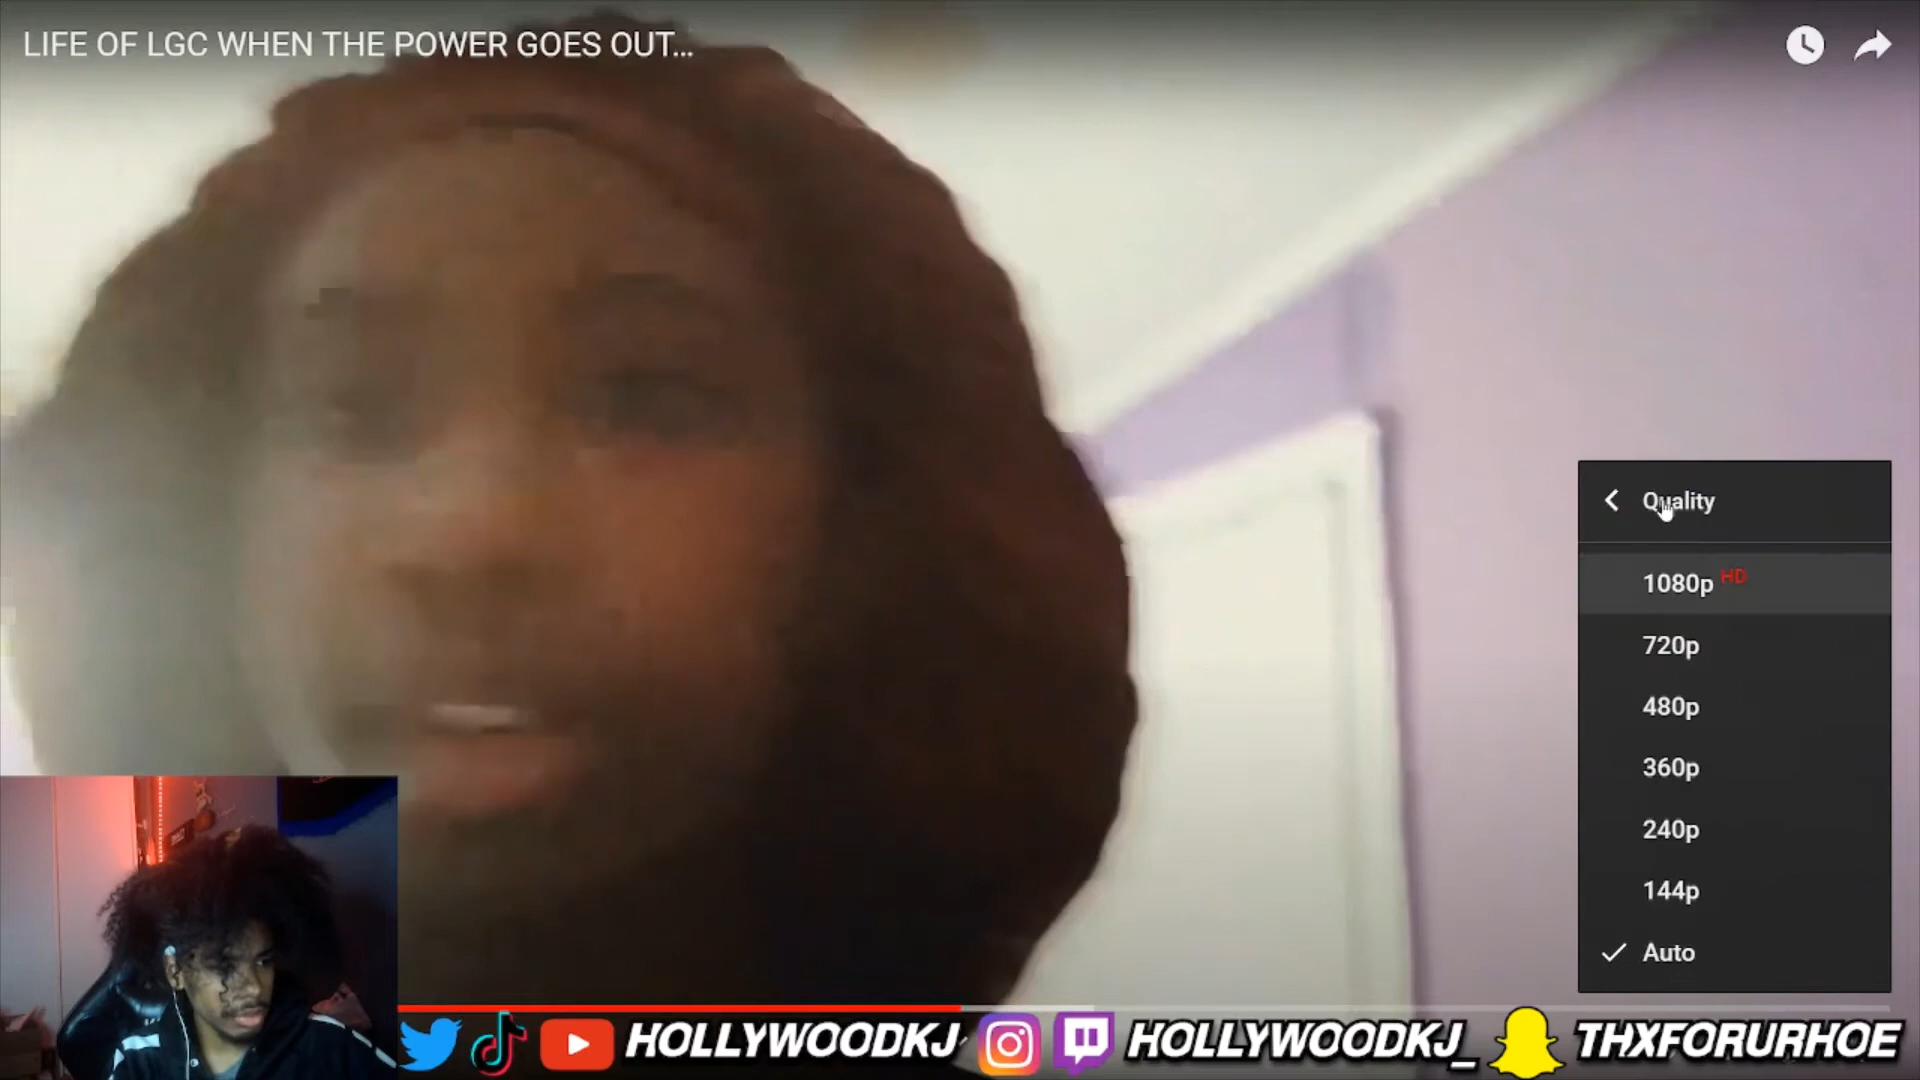 LIFE OF LGC WHEN THE POWER GOES OUT...
Quality
1080p HD
720p
480p
360p
240p
144p
Auto
HOLLYWOODKJ HOLLYWOODKJ_ THXFORURHOE